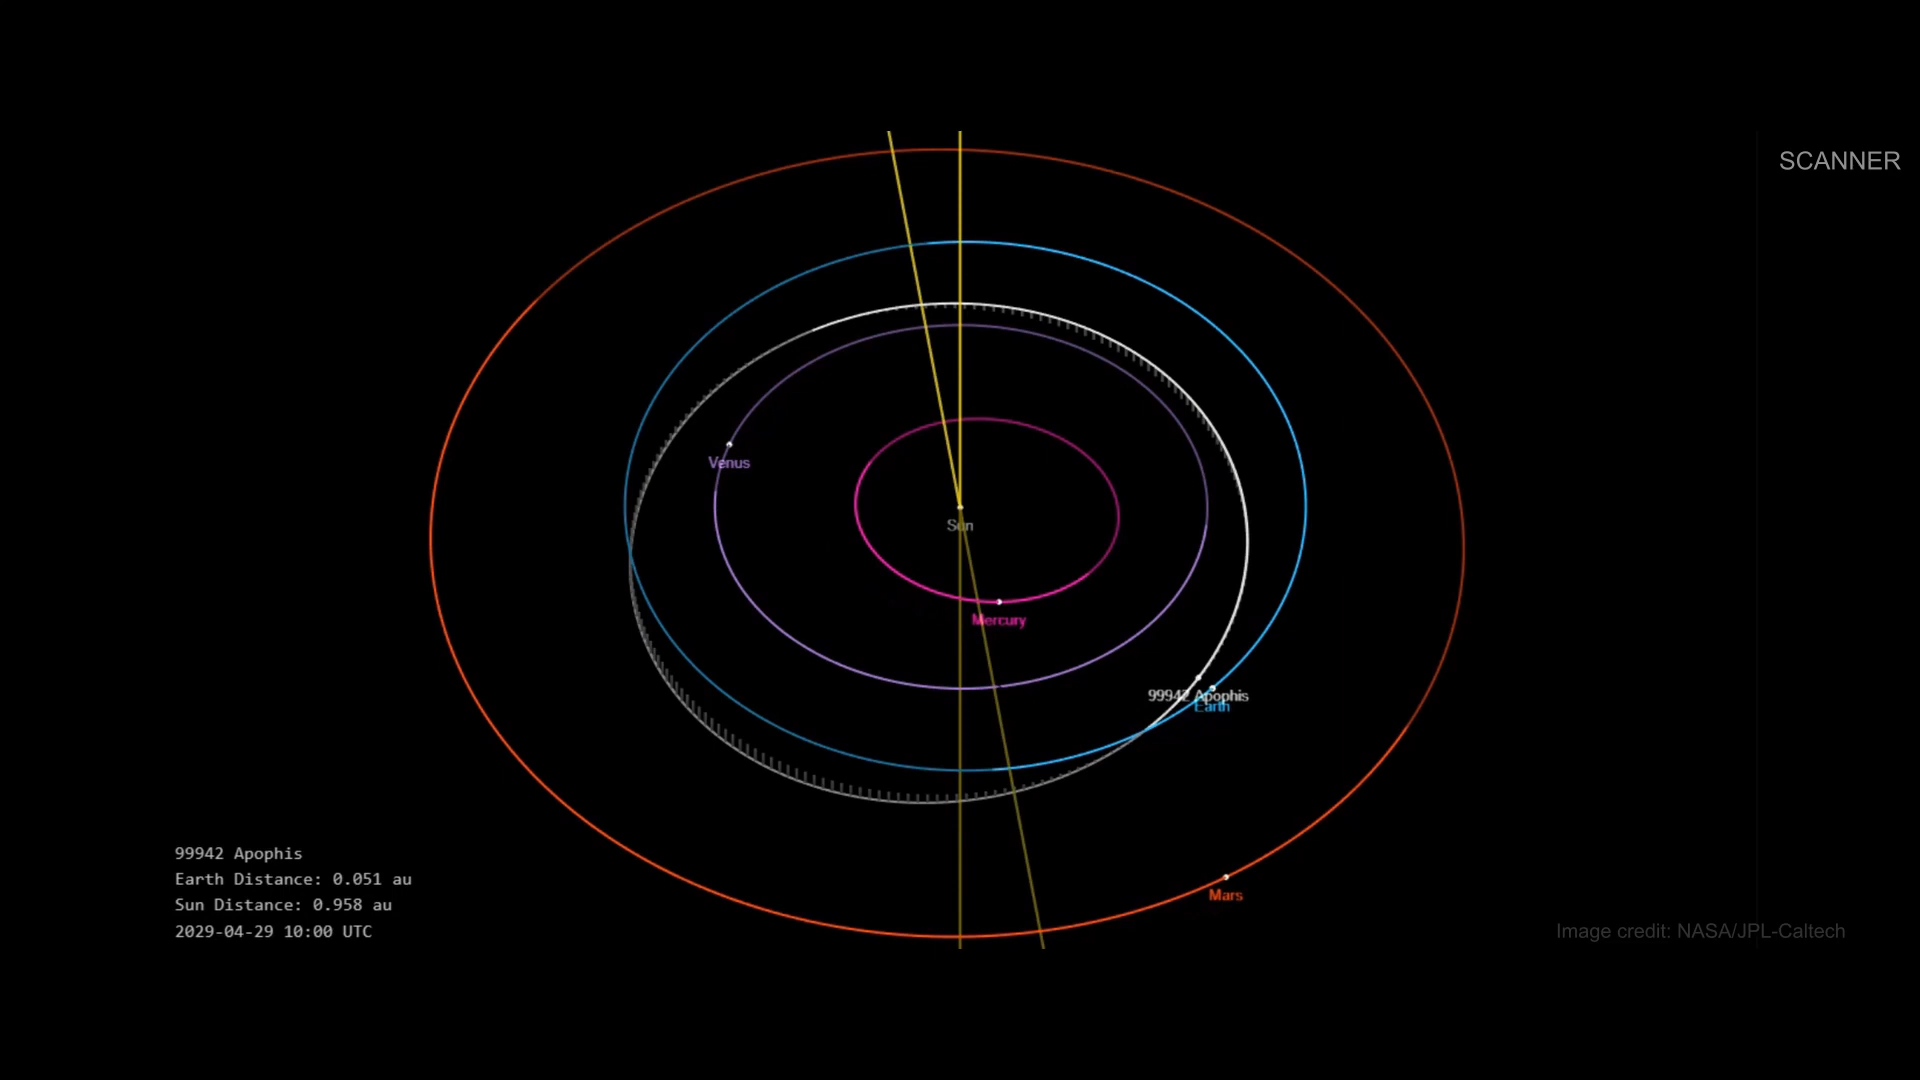 SCANNER
Venus
Sun
Mercury
99942 Apophis
Earth
99942 Apophis
Earth Distance: 0.051 au
Sun Distance: 0.958 au
2029-04-29 10:00 UTC
Mars
Image credit: NASA/JPL-Caltech